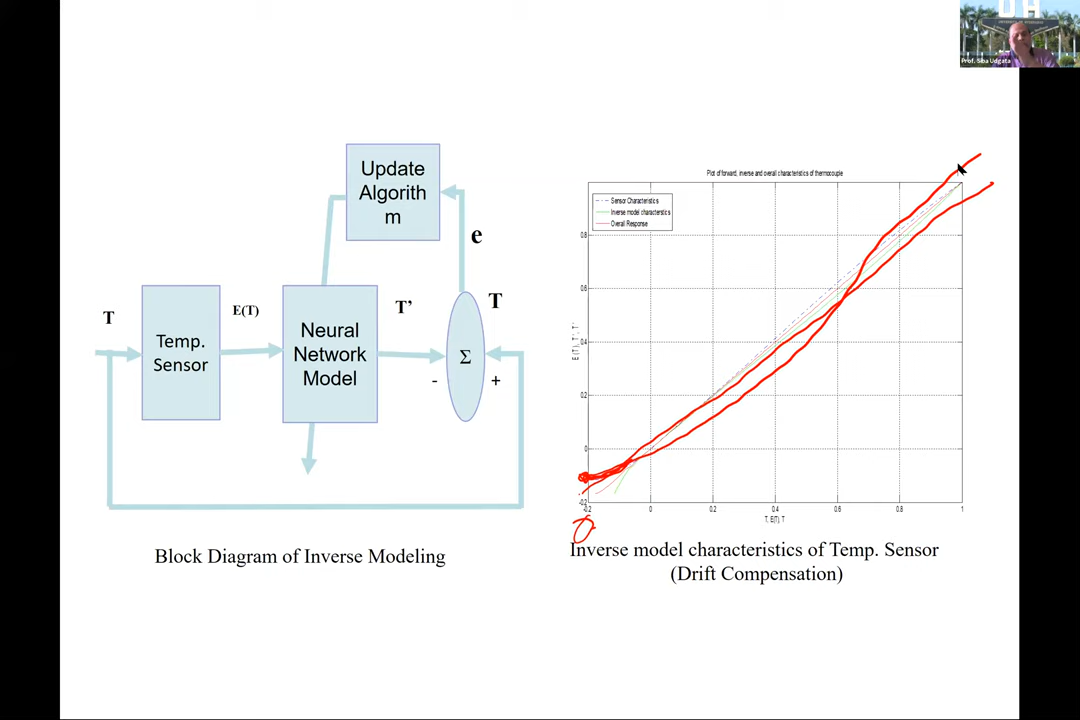 Prof. Siba Udgata
Update
Algorith
m
e
T
E(T)
T’
T
Temp.
Sensor
Neural
Network
Model
Σ
-
+
Block Diagram of Inverse Modeling
Plot of forward, inverse and overall characteristics of thermocouple
Sensor Characteristics
Inverse model characteristics
Overall Response
0.8
0.6
0.4
0.2
0
-0.2
E (T), T', T
-0.2
0
0.2
0.4
0.6
0.8
1
T, E(T), T
Inverse model characteristics of Temp. Sensor
(Drift Compensation)